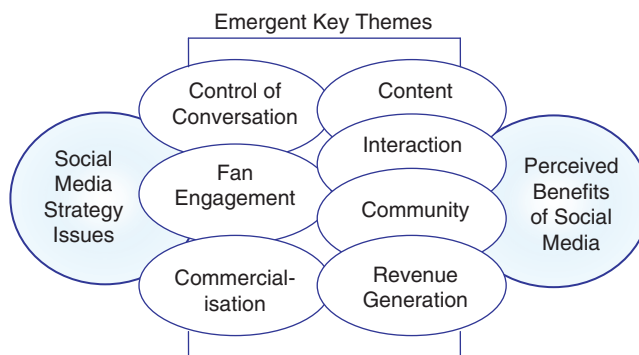 Emergent Key Themes
Control of
Conversation
Content
Interaction
Social
Media
Strategy
Issues
Fan
Engagement
Perceived
Benefits
of Social
Media
Community
Commercial-
isation
Revenue
Generation